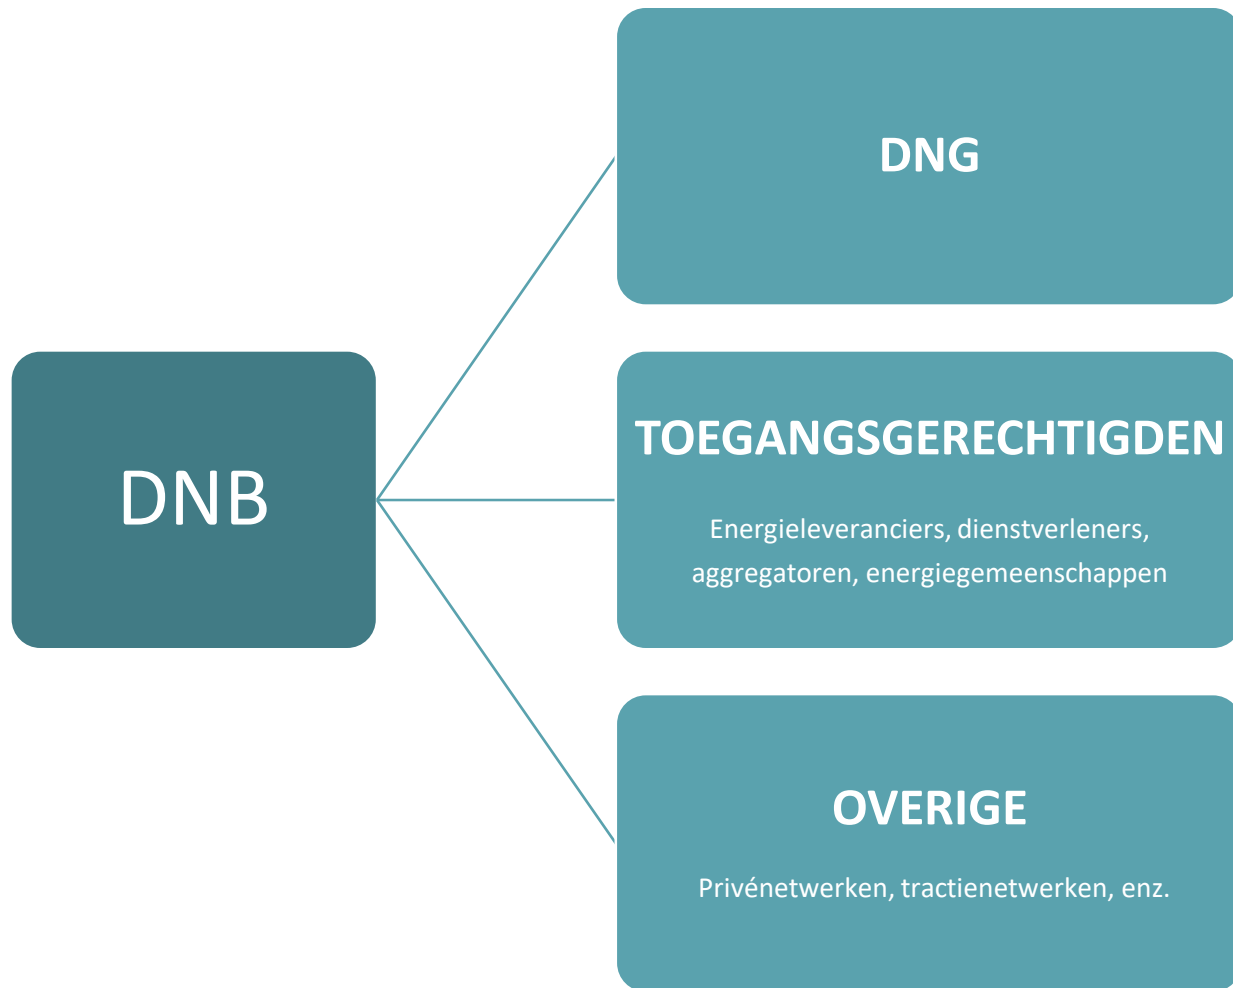 DNG
DNB
TOEGANGSGERECHTIGDEN
Energieleveranciers, dienstverleners,
aggregatoren, energiegemeenschappen
OVERIGE
Privénetwerken, tractienetwerken, enz.